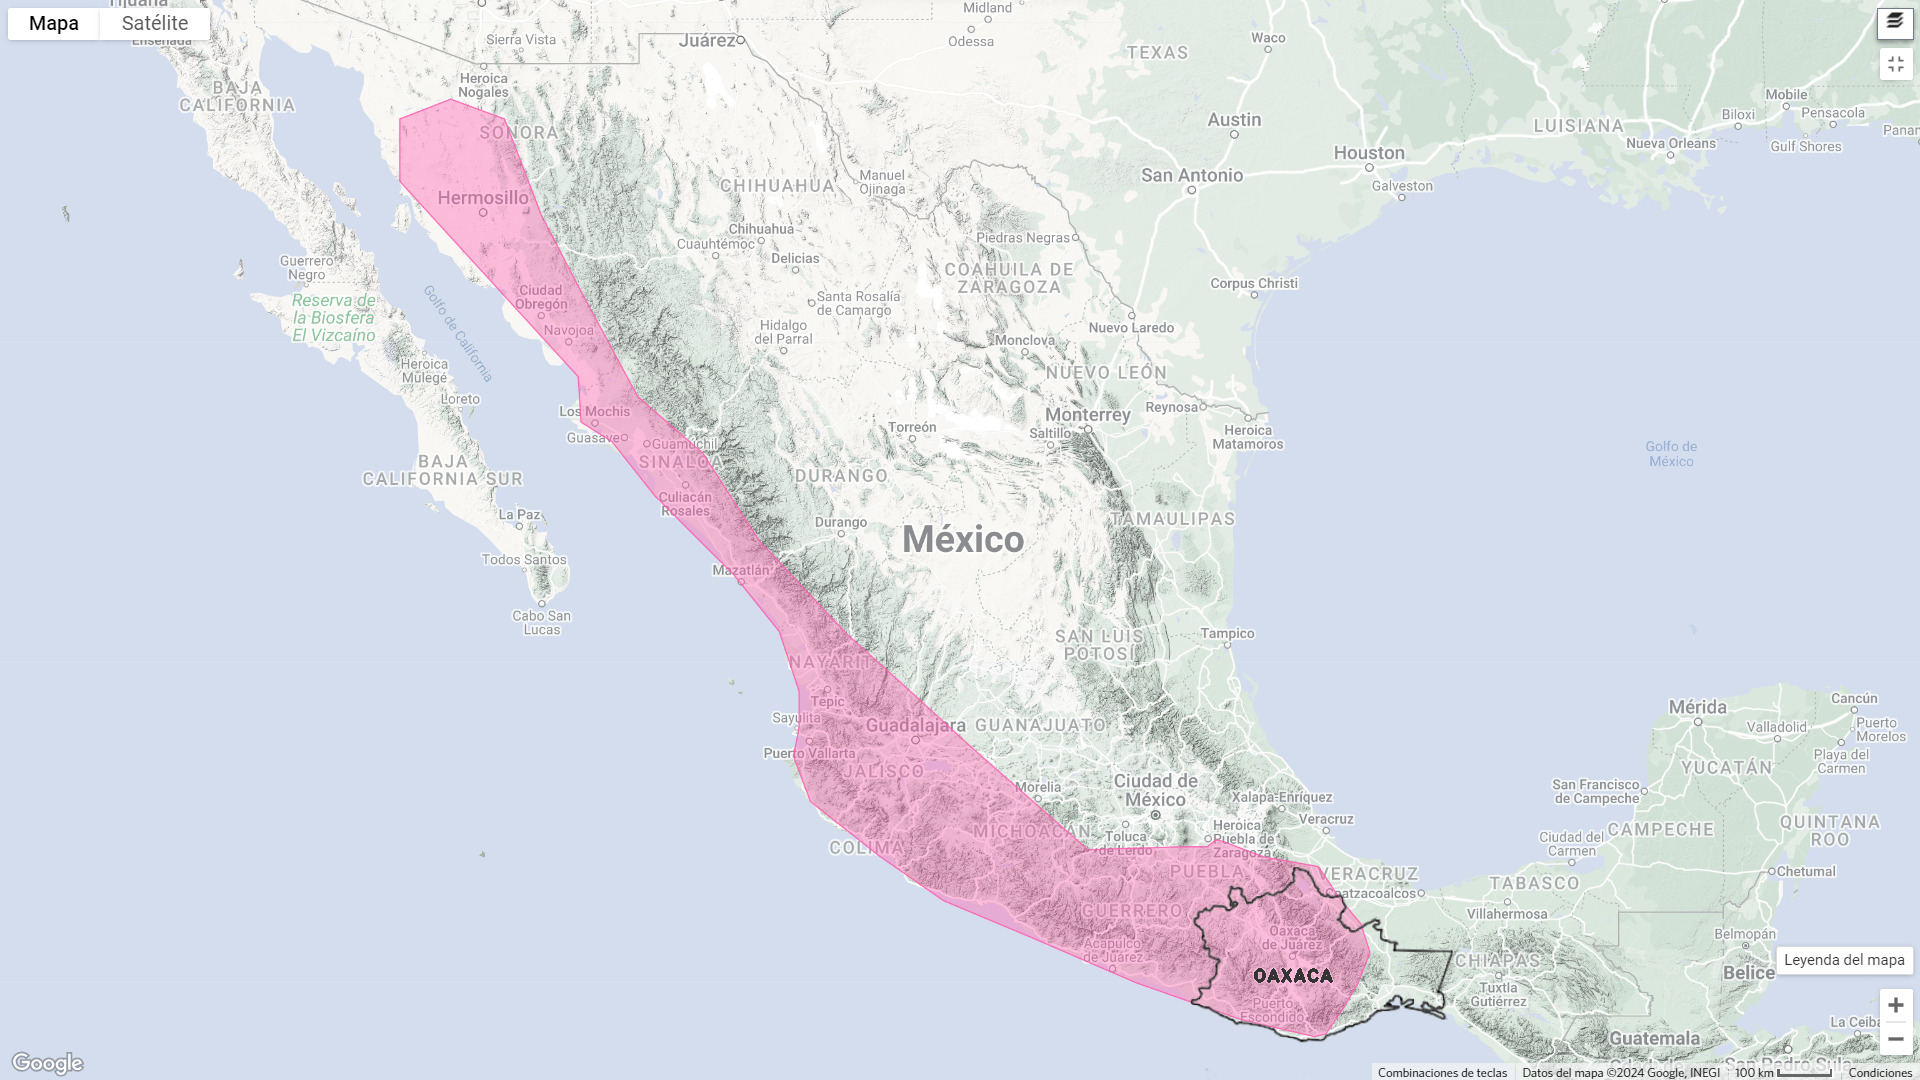 Mapa
Satélite
Tijuana
Ensenada
Sierra Vista
Juárez
Midland
Odessa
TEXAS
Waco
BAJA
CALIFORNIA
Heroica
Nogales
SONORA
Austin
Houston
LUISIANA
Mobile
Biloxi
Pensacola
Nueva Orleans
Gulf Shores
Galveston
San Antonio
Hermosillo
CHIHUAHUA
Manuel
Ojinaga
Chihuahua
Cuauhtémoc
Delicias
Piedras Negras
COAHUILA DE
ZARAGOZA
Corpus Christi
Guerrero
Negro
Reserva de
la Biosfera
El Vizcaíno
Golfo de California
Ciudad
Obregón
Navojoa
Santa Rosalía
de Camargo
Hidalgo
del Parral
Nuevo Laredo
Monclova
Heroica
Mulegé
Loreto
NUEVO LEÓN
Los Mochis
Guasave
Guamúchil
SINALOA
Torreón
Saltillo
Monterrey
Reynosa
Heroica
Matamoros
Golfo de
México
BAJA
CALIFORNIA SUR
DURANGO
Culiacán
Rosales
La Paz
Durango
México
TAMAULIPAS
Todos Santos
Mazatlán
Cabo San
Lucas
SAN LUIS
POTOSÍ
Tampico
NAYARIT
Tepic
Sayulita
Guadalajara
GUANAJUATO
Puerto Vallarta
JALISCO
Morelia
Ciudad de
México
Xalapa-Enríquez
Veracruz
Mérida
Cancún
Valladolid
Puerto
Morelos
Playa del
Carmen
YUCATÁN
San Francisco
de Campeche
COLIMA
MICHOACÁN
Toluca
de Lerdo
Heroica
Puebla de
Zaragoza
Ciudad del
Carmen
CAMPECHE
QUINTANA
ROO
PUEBLA
VERACRUZ
Coatzacoalcos
TABASCO
Chetumal
Villahermosa
GUERRERO
Acapulco
de Juárez
Oaxaca
de Juárez
OAXACA
Puerto
Escondido
CHIAPAS
Tuxtla
Gutiérrez
Belmopán
Belice
Leyenda del mapa
Guatemala
La Ceiba
San Pedro Sula
Google
Combinaciones de teclas
Datos del mapa ©2024 Google, INEGI
100 km
Condiciones